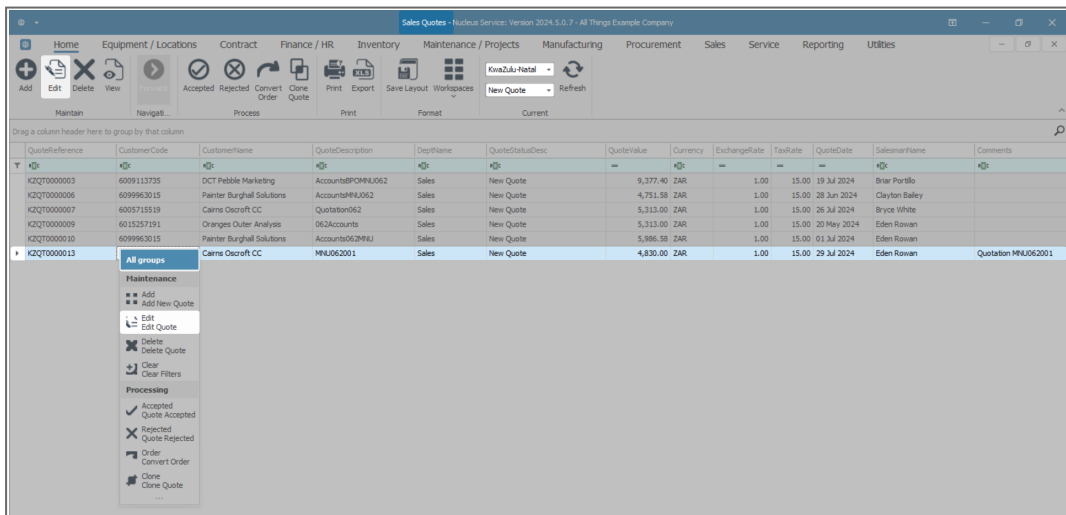 Sales Quotes - Nucleus Service: Version 2024.5.0.7 - All Things Example Company
Home Equipment / Locations Contract Finance / HR Inventory Maintenance / Projects Manufacturing Procurement Sales Service Reporting Utilities
Add Edit Delete View Forward Accepted Rejected Convert Order Clone Quote Print Export Save Layout Workspaces KwaZulu-Natal New Quote Refresh
Maintain Navigati... Process Print Format Current
Drag a column header here to group by that column
QuoteReference CustomerCode CustomerName QuoteDescription DeptName QuoteStatusDesc QuoteValue Currency ExchangeRate TaxRate QuoteDate SalesmanName Comments
KZQT0000003 6009113735 DCT Pebble Marketing AccountsBPOMNU062 Sales New Quote 9,377.40 ZAR 1.00 15.00 19 Jul 2024 Briar Portillo
KZQT0000006 6099963015 Painter Burghall Solutions AccountsMNU062 Sales New Quote 4,751.58 ZAR 1.00 15.00 28 Jun 2024 Clayton Bailey
KZQT0000007 6005715519 Cairns Oscroft CC Quotation062 Sales New Quote 5,313.00 ZAR 1.00 15.00 26 Jul 2024 Bryce White
KZQT0000009 6015257191 Oranges Outer Analysis 062Accounts Sales New Quote 5,313.00 ZAR 1.00 15.00 20 May 2024 Eden Rowan
KZQT0000010 6099963015 Painter Burghall Solutions Accounts062MNU Sales New Quote 5,986.58 ZAR 1.00 15.00 01 Jul 2024 Eden Rowan
KZQT0000013 Cairns Oscroft CC MNU062001 Sales New Quote 4,830.00 ZAR 1.00 15.00 29 Jul 2024 Eden Rowan Quotation MNU062001
All groups
Maintenance
Add
Add New Quote
Edit
Edit Quote
Delete
Delete Quote
Clear
Clear Filters
Processing
Accepted
Quote Accepted
Rejected
Quote Rejected
Order
Convert Order
Clone
Clone Quote
...